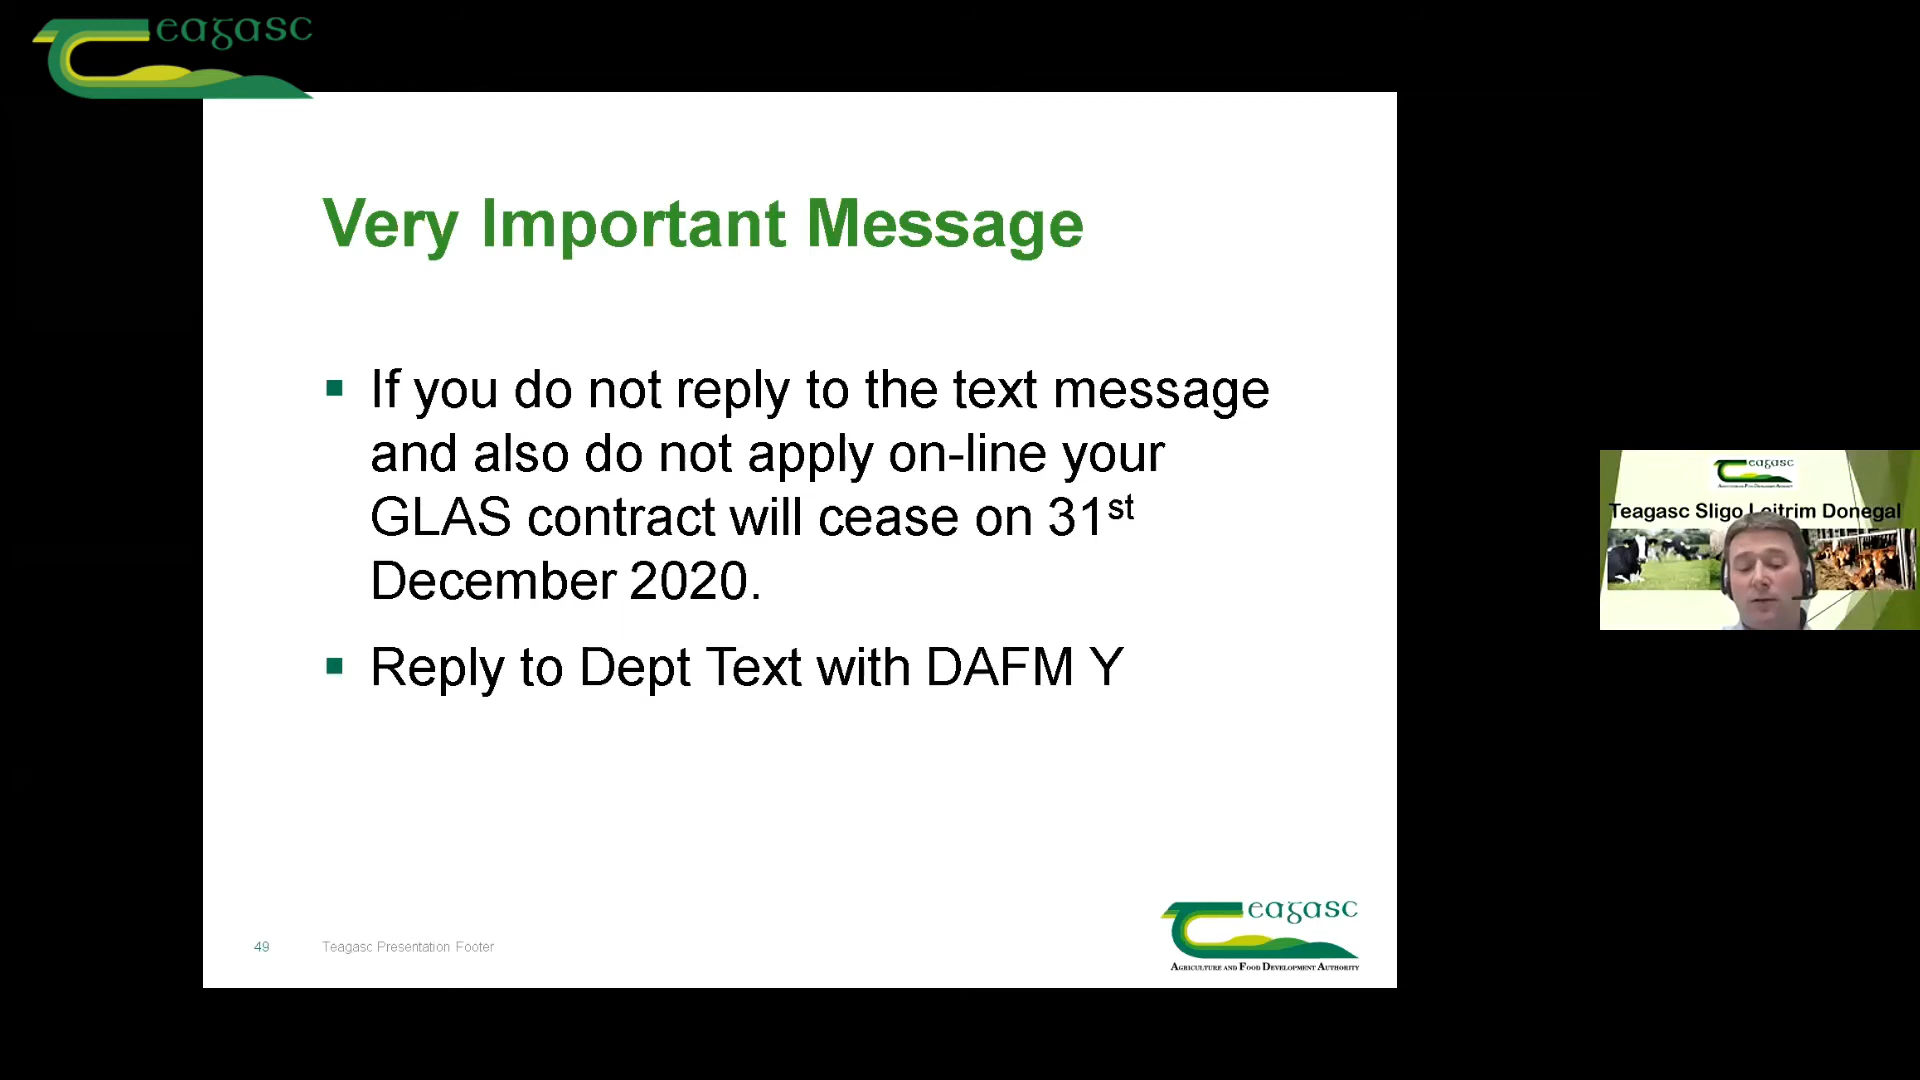 Teagasc
Very Important Message
▪ If you do not reply to the text message
and also do not apply on-line your
GLAS contract will cease on 31st
December 2020.
▪ Reply to Dept Text with DAFM Y
49 Teagasc Presentation Footer
Teagasc
AGRICULTURE AND FOOD DEVELOPMENT AUTHORITY
Teagasc
Teagasc Sligo Leitrim Donegal